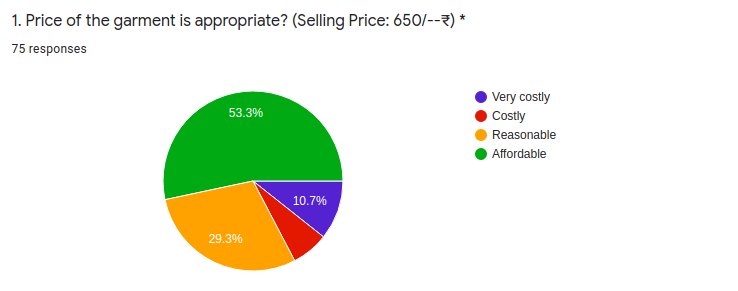 1. Price of the garment is appropriate? (Selling Price: 650/--₹) *
75 responses
53.3%
10.7%
29.3%
Very costly
Costly
Reasonable
Affordable